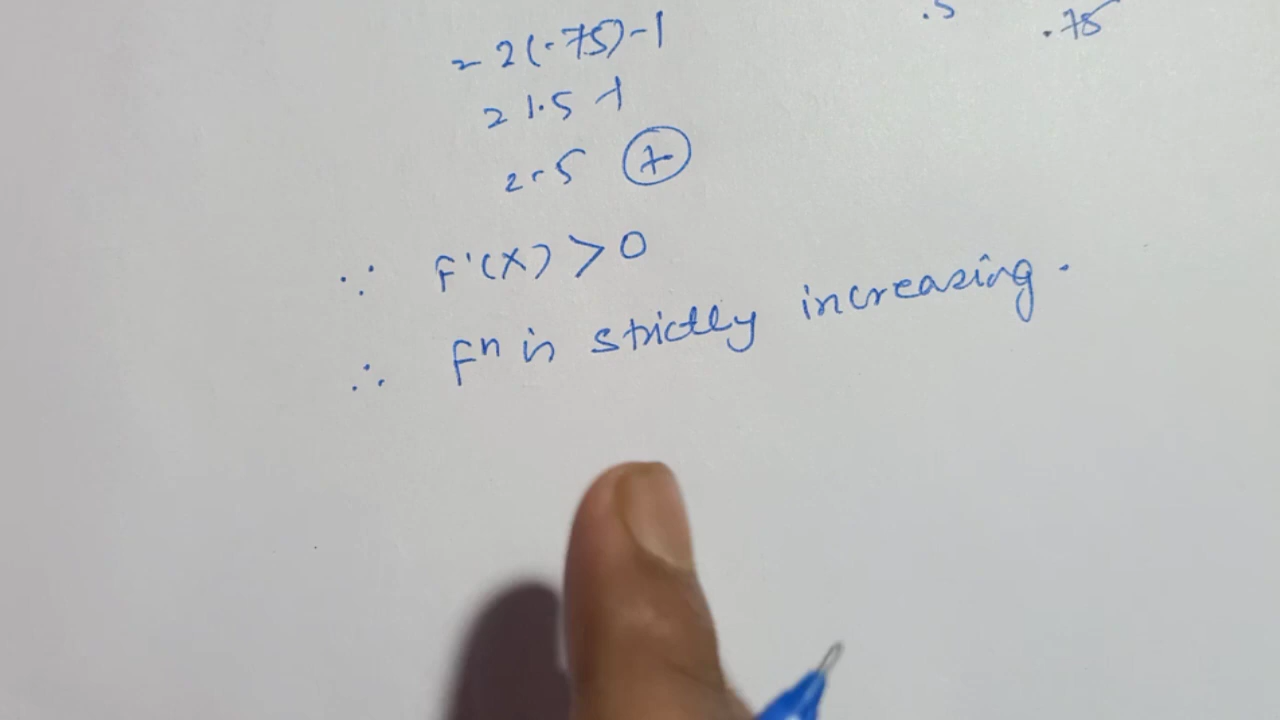 .5 .75
= 2(.75)-1
= 1.5-1
= .5 +
∵ F'(x) > 0
∴ Fⁿ is strictly increasing.